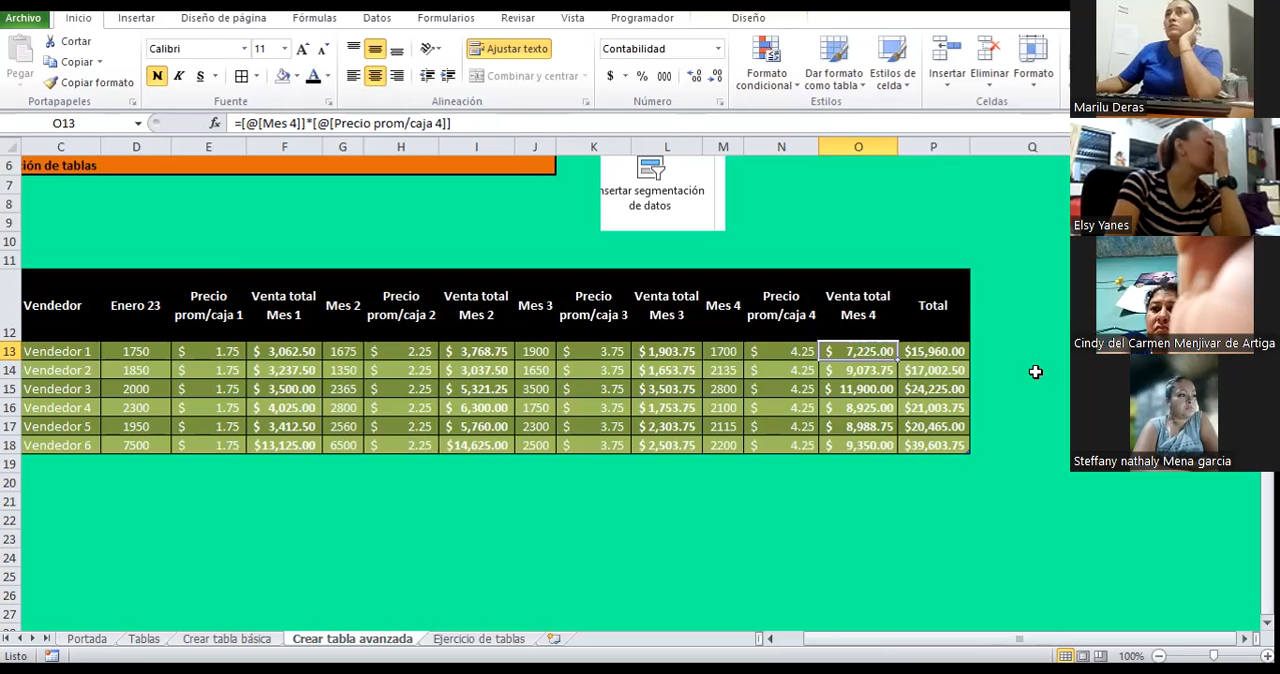 Archivo Inicio Insertar Diseño de página Fórmulas Datos Formularios Revisar Vista Programador Diseño
Pegar
Cortar
Copiar
Copiar formato
Portapapeles
Calibri 11
N K S
Fuente
Ajustar texto
Combinar y centrar
Alineación
Contabilidad
$ % 000
Número
Formato condicional
Dar formato como tabla
Estilos de celda
Estilos
Insertar Eliminar Formato
Celdas
O13 fx =[@[Mes 4]]*[@[Precio prom/caja 4]]
C D E F G H I J K L M N O P Q
6 ción de tablas
7
8
9
10
11
nsertar segmentación
de datos
12 Vendedor Enero 23 Precio prom/caja 1 Venta total Mes 1 Mes 2 Precio prom/caja 2 Venta total Mes 2 Mes 3 Precio prom/caja 3 Venta total Mes 3 Mes 4 Precio prom/caja 4 Venta total Mes 4 Total
13 Vendedor 1 1750 $ 1.75 $ 3,062.50 1675 $ 2.25 $ 3,768.75 1900 $ 3.75 $ 1,903.75 1700 $ 4.25 $ 7,225.00 $15,960.00
14 Vendedor 2 1850 $ 1.75 $ 3,237.50 1350 $ 2.25 $ 3,037.50 1650 $ 3.75 $ 1,653.75 2135 $ 4.25 $ 9,073.75 $17,002.50
15 Vendedor 3 2000 $ 1.75 $ 3,500.00 2365 $ 2.25 $ 5,321.25 3500 $ 3.75 $ 3,503.75 2800 $ 4.25 $ 11,900.00 $24,225.00
16 Vendedor 4 2300 $ 1.75 $ 4,025.00 2800 $ 2.25 $ 6,300.00 1750 $ 3.75 $ 1,753.75 2100 $ 4.25 $ 8,925.00 $21,003.75
17 Vendedor 5 1950 $ 1.75 $ 3,412.50 2560 $ 2.25 $ 5,760.00 2300 $ 3.75 $ 2,303.75 2115 $ 4.25 $ 8,988.75 $20,465.00
18 Vendedor 6 7500 $ 1.75 $13,125.00 6500 $ 2.25 $14,625.00 2500 $ 3.75 $ 2,503.75 2200 $ 4.25 $ 9,350.00 $39,603.75
19
20
21
22
23
24
25
26
27
Portada Tablas Crear tabla básica Crear tabla avanzada Ejercicio de tablas
Listo 100%
Marilu Deras
Elsy Yanes
Cindy del Carmen Menjivar de Artiga
Steffany nathaly Mena garcia